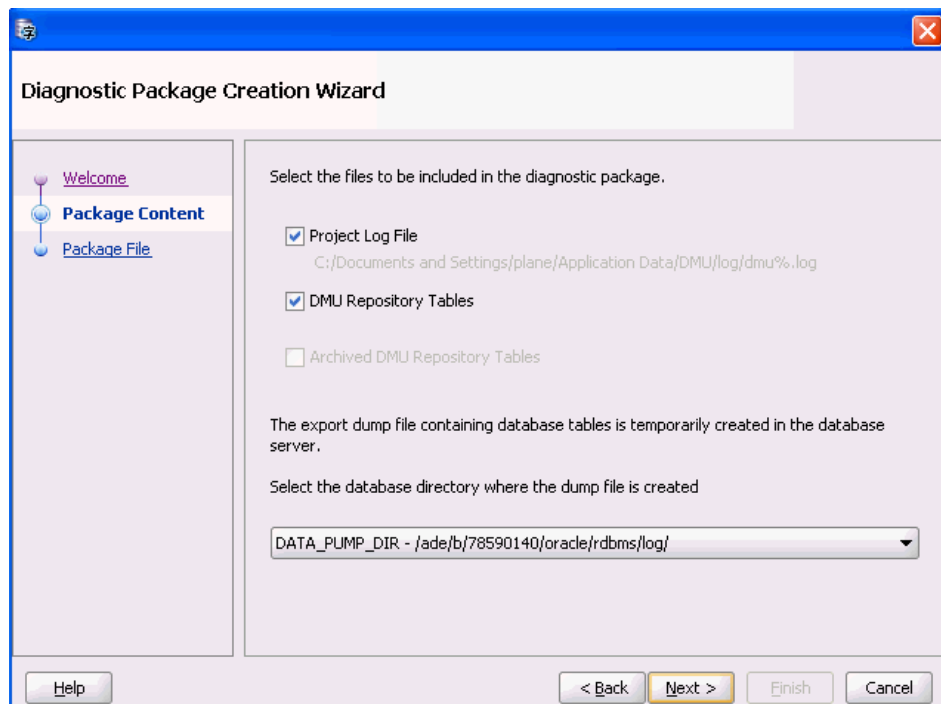 Diagnostic Package Creation Wizard
Welcome
Package Content
Package File
Select the files to be included in the diagnostic package.
Project Log File
C:/Documents and Settings/plane/Application Data/DMU/log/dmu%.log
DMU Repository Tables
Archived DMU Repository Tables
The export dump file containing database tables is temporarily created in the database
server.
Select the database directory where the dump file is created
DATA_PUMP_DIR - /ade/b/78590140/oracle/rdbms/log/
Help
< Back
Next >
Finish
Cancel